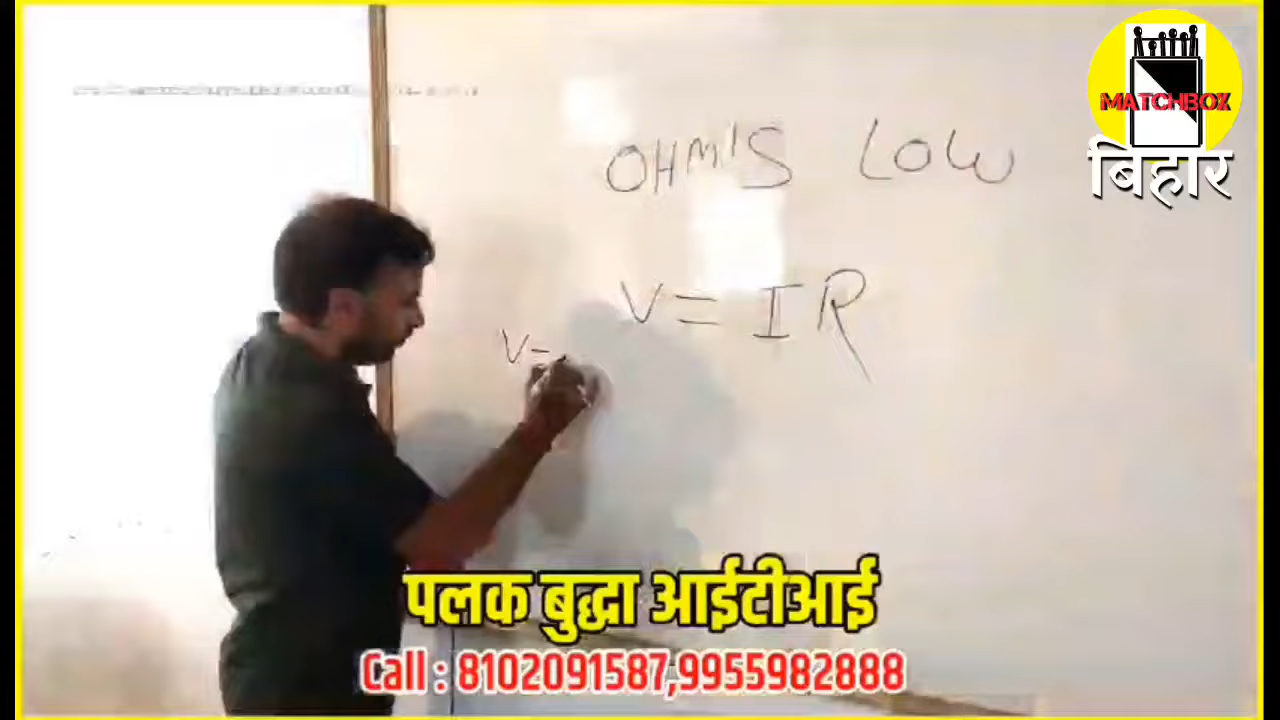 MATCHBOX
बिहार
OHM'S LOW
V = IR
V =
पलक बुद्धा आईटीआई
Call : 8102091587,9955982888